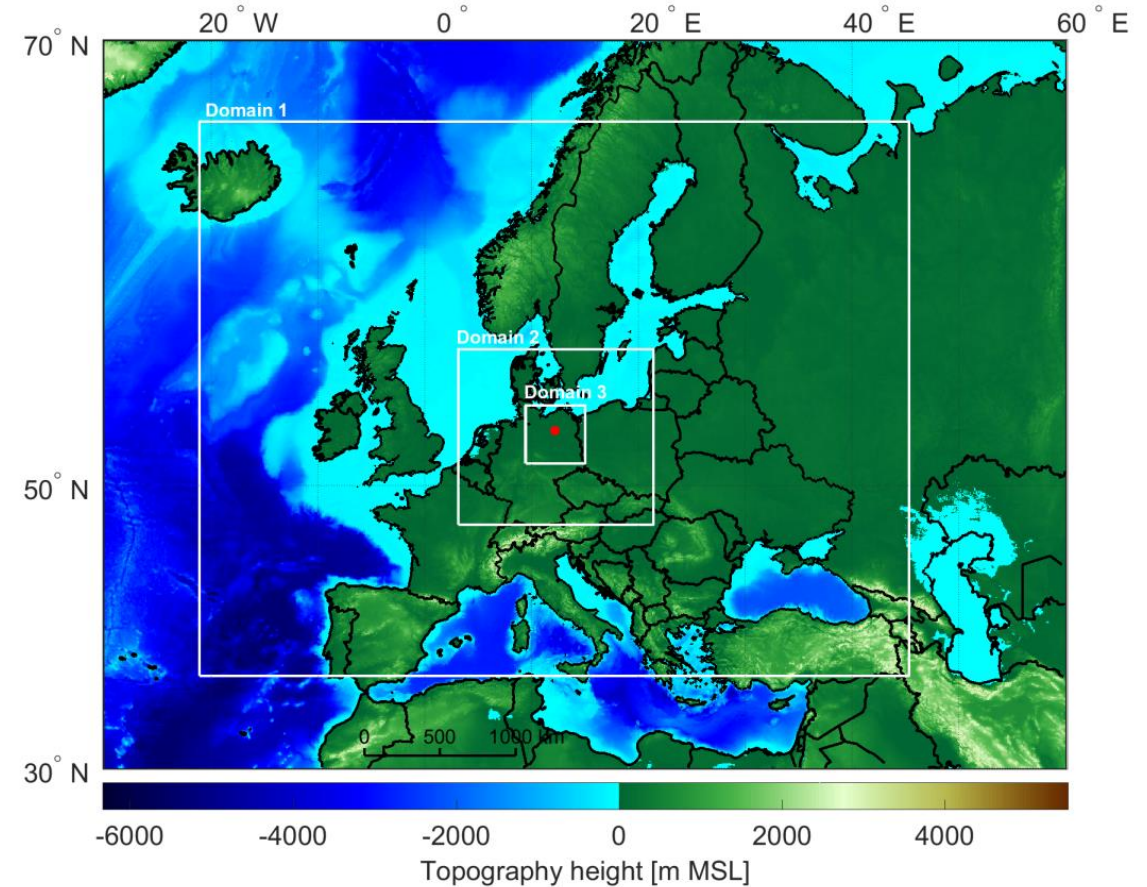 20° W 0° 20° E 40° E 60° E
70° N
Domain 1
Domain 2
Domain 3
50° N
0 500 1000 km
30° N
-6000 -4000 -2000 0 2000 4000
Topography height [m MSL]